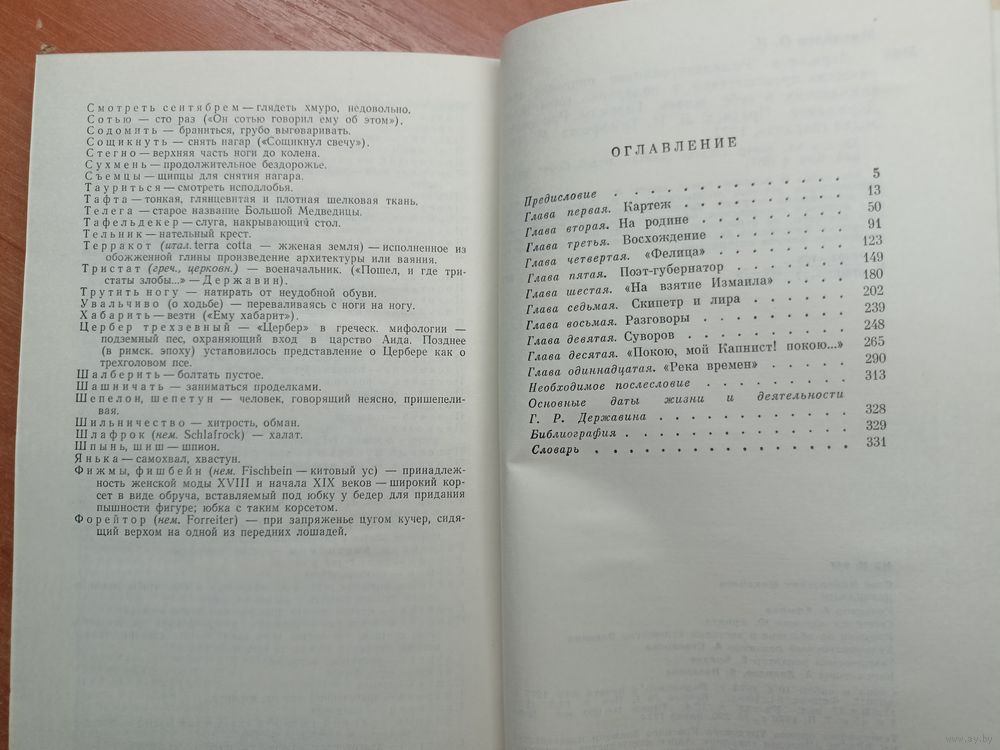 Смотреть сентябрем — глядеть хмуро, недовольно.
Сотью — сто раз («Он сотью говорил ему об этом»).
Содомить — браниться, грубо выговаривать.
Сощикнуть — снять нагар («Сощикнул свечу»).
Стегно — верхняя часть ноги до колена.
Сухмень — продолжительное бездорожье.
Съемцы — щипцы для снятия нагара.
Тауриться — смотреть исподлобья.
Тафта — тонкая, глянцевитая и плотная шелковая ткань.
Телега — старое название Большой Медведицы.
Тафельдекер — слуга, накрывающий стол.
Тельник — нательный крест.
Терракот (итал. terra cotta — жженая земля) — исполненное из
обожженной глины произведение архитектуры или ваяния.
Тристат (греч., церковн.) — военачальник. («Пошел, и где три-
статы злобы...» — Державин).
Трутить ногу — натирать от неудобной обуви.
Увальчиво (о ходьбе) — переваливаясь с ноги на ногу.
Хабарить — везти («Ему хабарит»).
Цербер трехзевный — «Цербер» в греческ. мифологии —
подземный пес, охраняющий вход в царство Аида. Позднее
(в римск. эпоху) установилось представление о Цербере как о
трехголовом псе.
Шалберить — болтать пустое.
Шашничать — заниматься проделками.
Шепелон, шепетун — человек, говорящий неясно, пришепели-
вая.
Шильничество — хитрость, обман.
Шлафрок (нем. Schlafrock) — халат.
Шпынь, шиш — шпион.
Янька — самохвал, хвастун.
Фижмы, фишбейн (нем. Fischbein — китовый ус) — принадлеж-
ность женской моды XVIII и начала XIX веков — широкий кор-
сет в виде обруча, вставляемый под юбку у бедер для придания
пышности фигуре; юбка с таким корсетом.
Форейтор (нем. Forreiter) — при запряженье цугом кучер, сидя-
щий верхом на одной из передних лошадей.
ОГЛАВЛЕНИЕ
Предисловие . . . . . . . . . . . . . 5
Глава первая. Картеж . . . . . . . . . 13
Глава вторая. На родине . . . . . . . . 50
Глава третья. Восхождение . . . . . . . 91
Глава четвертая. «Фелица» . . . . . . . 123
Глава пятая. Поэт-губернатор . . . . . . 149
Глава шестая. «На взятие Измаила» . . . . . 180
Глава седьмая. Скипетр и лира . . . . . . 202
Глава восьмая. Разговоры . . . . . . . 239
Глава девятая. Суворов . . . . . . . . 248
Глава десятая. «Покою, мой Капнист! покою...» 265
Глава одиннадцатая. «Река времен» . . . . . 290
Необходимое послесловие . . . . . . . . 313
Основные даты жизни и деятельности
Г. Р. Державина . . . . . . . . . . 328
Библиография . . . . . . . . . . . . 329
Словарь . . . . . . . . . . . . . . 331
www.ay.by